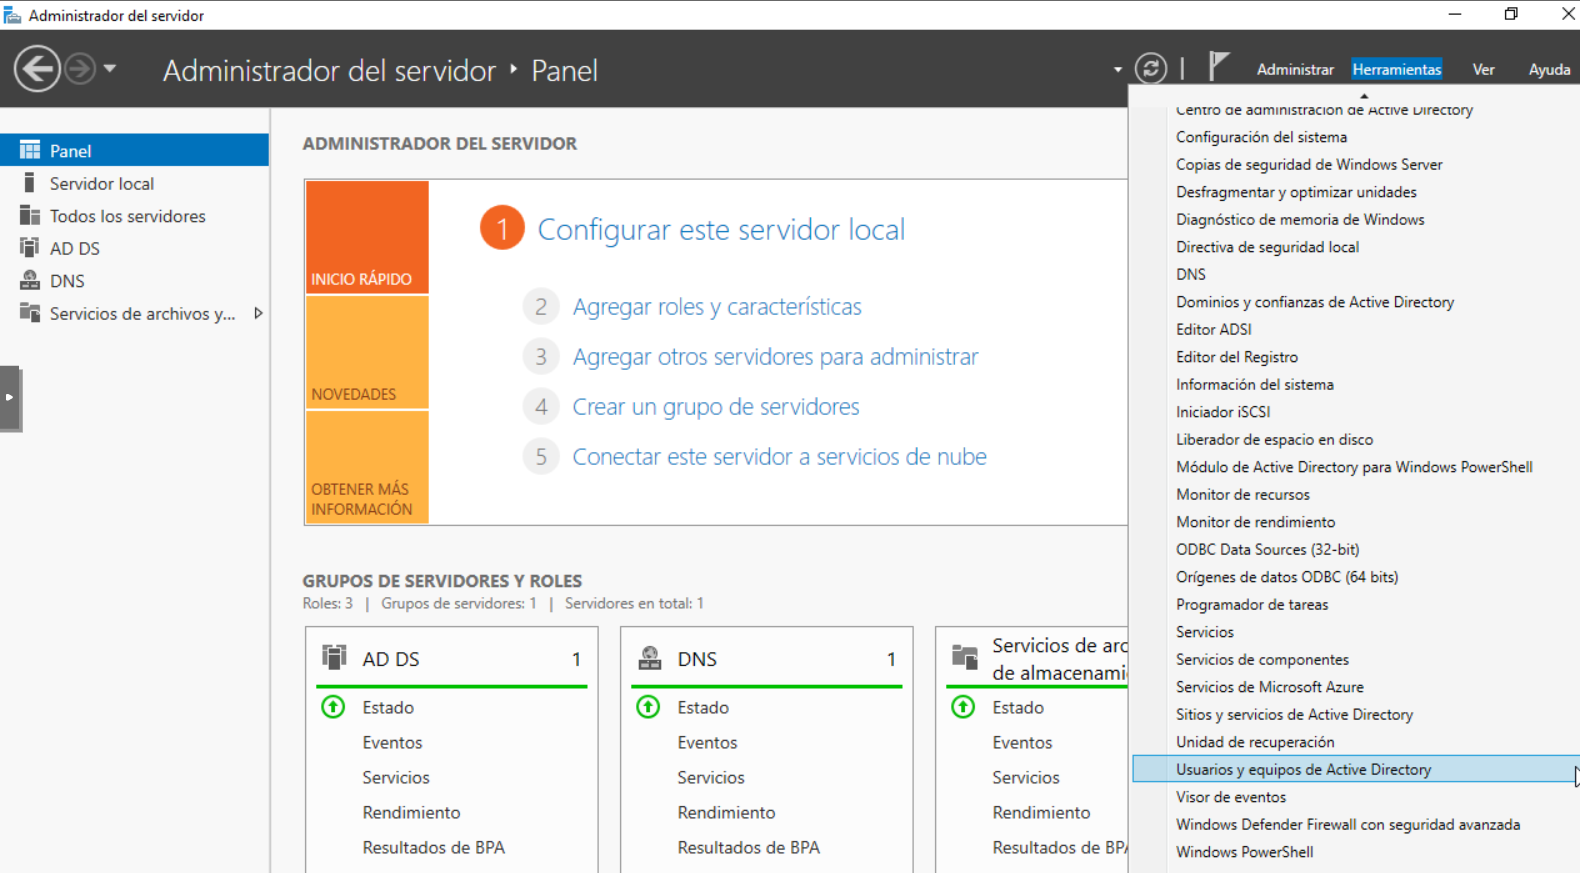 Administrador del servidor
Administrador del servidor ‣ Panel
Administrar Herramientas Ver Ayuda
Panel
Servidor local
Todos los servidores
AD DS
DNS
Servicios de archivos y...
ADMINISTRADOR DEL SERVIDOR
INICIO RÁPIDO
NOVEDADES
OBTENER MÁS
INFORMACIÓN
1 Configurar este servidor local
2 Agregar roles y características
3 Agregar otros servidores para administrar
4 Crear un grupo de servidores
5 Conectar este servidor a servicios de nube
GRUPOS DE SERVIDORES Y ROLES
Roles: 3 | Grupos de servidores: 1 | Servidores en total: 1
AD DS 1
Estado
Eventos
Servicios
Rendimiento
Resultados de BPA
DNS 1
Estado
Eventos
Servicios
Rendimiento
Resultados de BPA
Servicios de arc
de almacenami
Estado
Eventos
Servicios
Rendimiento
Resultados de BPA
Centro de administración de Active Directory
Configuración del sistema
Copias de seguridad de Windows Server
Desfragmentar y optimizar unidades
Diagnóstico de memoria de Windows
Directiva de seguridad local
DNS
Dominios y confianzas de Active Directory
Editor ADSI
Editor del Registro
Información del sistema
Iniciador iSCSI
Liberador de espacio en disco
Módulo de Active Directory para Windows PowerShell
Monitor de recursos
Monitor de rendimiento
ODBC Data Sources (32-bit)
Orígenes de datos ODBC (64 bits)
Programador de tareas
Servicios
Servicios de componentes
Servicios de Microsoft Azure
Sitios y servicios de Active Directory
Unidad de recuperación
Usuarios y equipos de Active Directory
Visor de eventos
Windows Defender Firewall con seguridad avanzada
Windows PowerShell